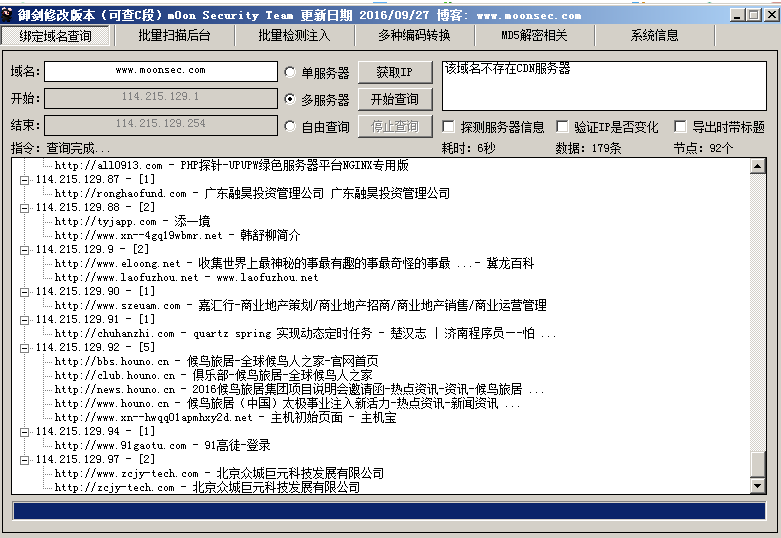 御剑修改版本（可查C段）m0on Security Team 更新日期 2016/09/27 博客: www.moonsec.com
绑定域名查询 批量扫描后台 批量检测注入 多种编码转换 MD5解密相关 系统信息
域名: www.moonsec.com 单服务器 获取IP 该域名不存在CDN服务器
开始: 114.215.129.1 多服务器 开始查询
结束: 114.215.129.254 自由查询 停止查询 探测服务器信息 验证IP是否变化 导出时带标题
指令: 查询完成... 耗时: 6秒 数据: 179条 节点: 92个
http://all0913.com - PHP探针-UPUPW绿色服务器平台NGINX专用版
114.215.129.87 - [1]
http://ronghaofund.com - 广东融昊投资管理公司 广东融昊投资管理公司
114.215.129.88 - [2]
http://tyjapp.com - 添一境
http://www.xn--4gq19wbmr.net - 韩舒柳简介
114.215.129.9 - [2]
http://www.eloong.net - 收集世界上最神秘的事最有趣的事最奇怪的事最 ...- 冀龙百科
http://www.laofuzhou.net - www.laofuzhou.net
114.215.129.90 - [1]
http://www.szeuam.com - 嘉汇行-商业地产策划/商业地产招商/商业地产销售/商业运营管理
114.215.129.91 - [1]
http://chuhanzhi.com - quartz spring 实现动态定时任务 - 楚汉志 | 济南程序员一-怕 ...
114.215.129.92 - [5]
http://bbs.houno.cn - 候鸟旅居-全球候鸟人之家-官网首页
http://club.houno.cn - 俱乐部-候鸟旅居-全球候鸟人之家
http://news.houno.cn - 2016候鸟旅居集团项目说明会邀请函-热点资讯-资讯-候鸟旅居 ...
http://www.houno.cn - 候鸟旅居（中国）太极事业注入新活力-热点资讯-新闻资讯 ...
http://www.xn--hwqq01apmhxy2d.net - 主机初始页面 - 主机宝
114.215.129.94 - [1]
http://www.91gaotu.com - 91高徒-登录
114.215.129.97 - [2]
http://www.zcjy-tech.com - 北京众城巨元科技发展有限公司
http://zcjy-tech.com - 北京众城巨元科技发展有限公司